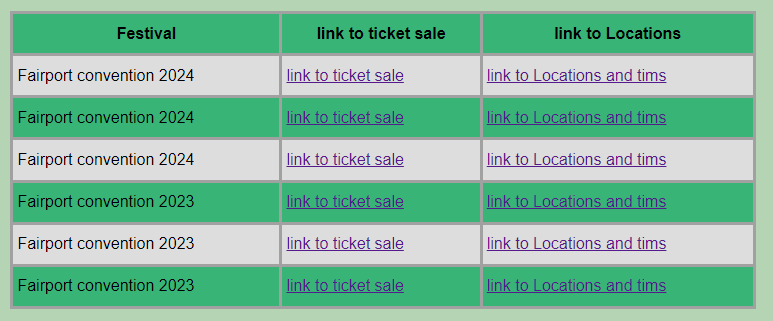 Festival link to ticket sale link to Locations
Fairport convention 2024 link to ticket sale link to Locations and tims
Fairport convention 2024 link to ticket sale link to Locations and tims
Fairport convention 2024 link to ticket sale link to Locations and tims
Fairport convention 2023 link to ticket sale link to Locations and tims
Fairport convention 2023 link to ticket sale link to Locations and tims
Fairport convention 2023 link to ticket sale link to Locations and tims